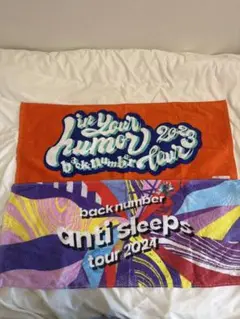 in your
humor 2023
back number tour
back number
anti sleeps
tour 2024